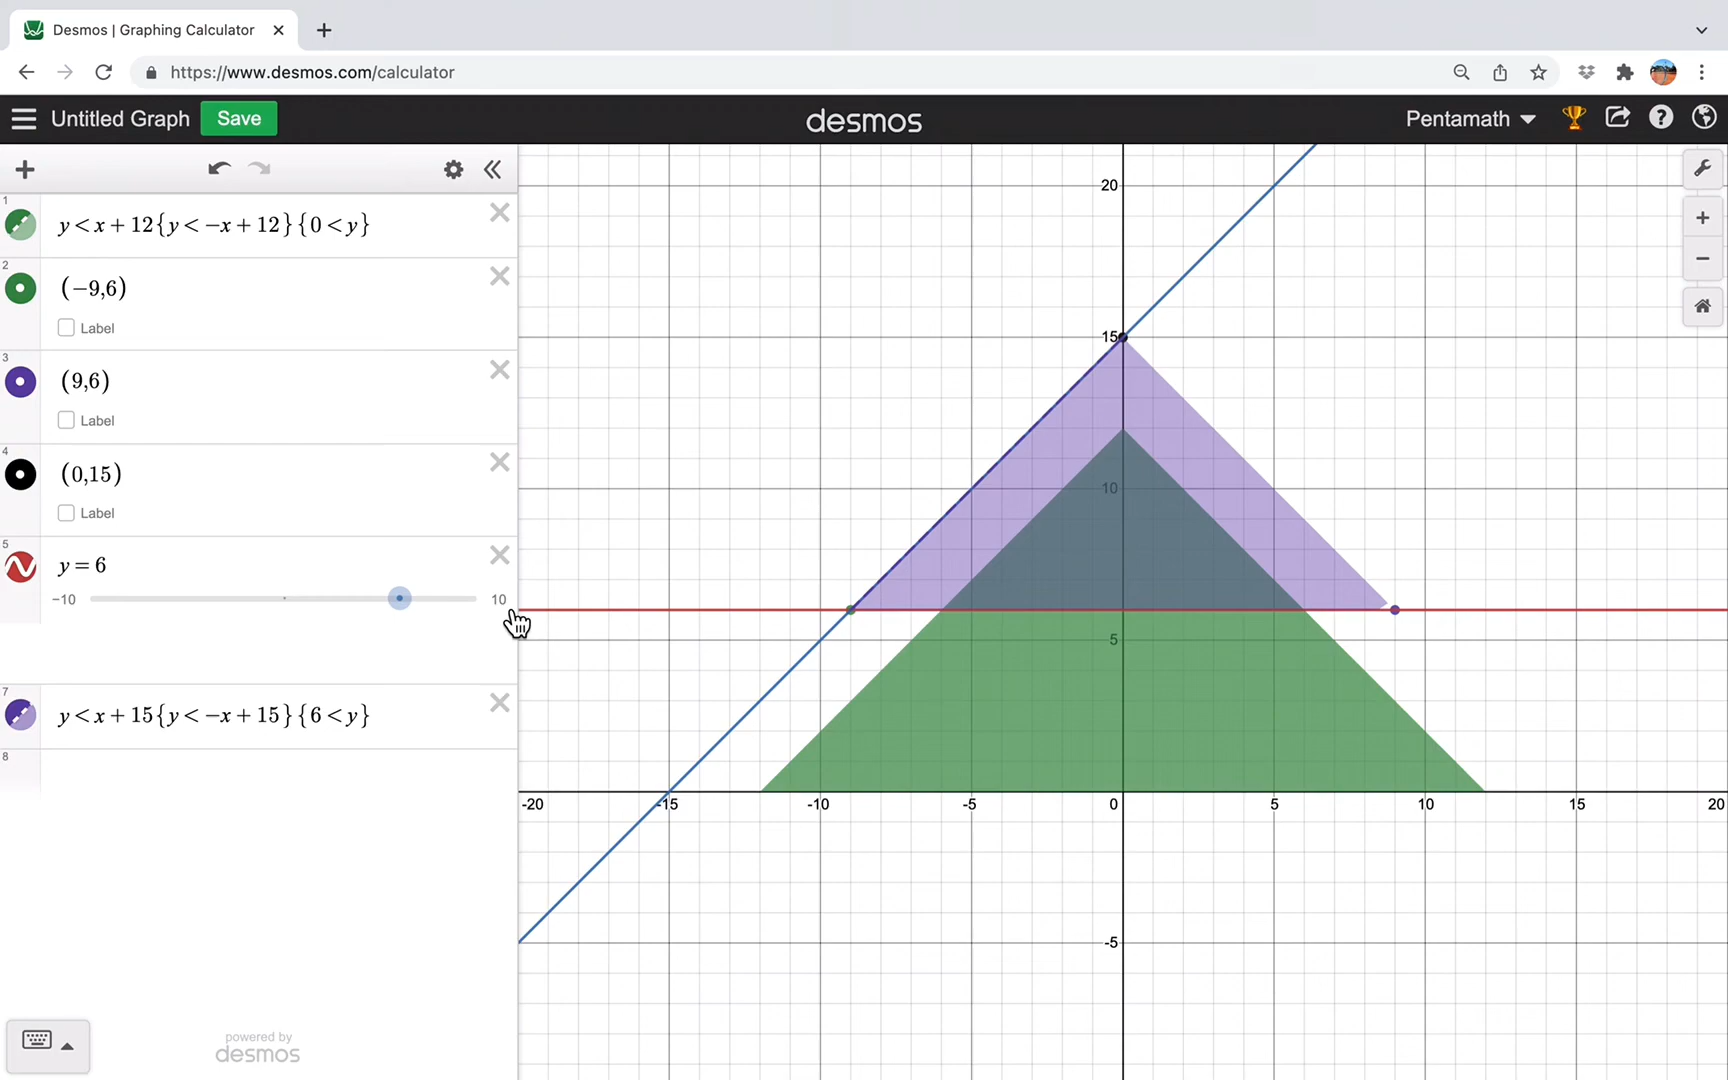 Desmos | Graphing Calculator
https://www.desmos.com/calculator
Untitled Graph Save desmos Pentamath
1
y<x+12{y<−x+12}{0<y}
2
(−9,6)
Label
3
(9,6)
Label
4
(0,15)
Label
5
y=6
−10 10
7
y<x+15{y<−x+15}{6<y}
8
powered by
desmos
20
15
10
5
-20 -15 -10 -5 0 5 10 15 20
-5